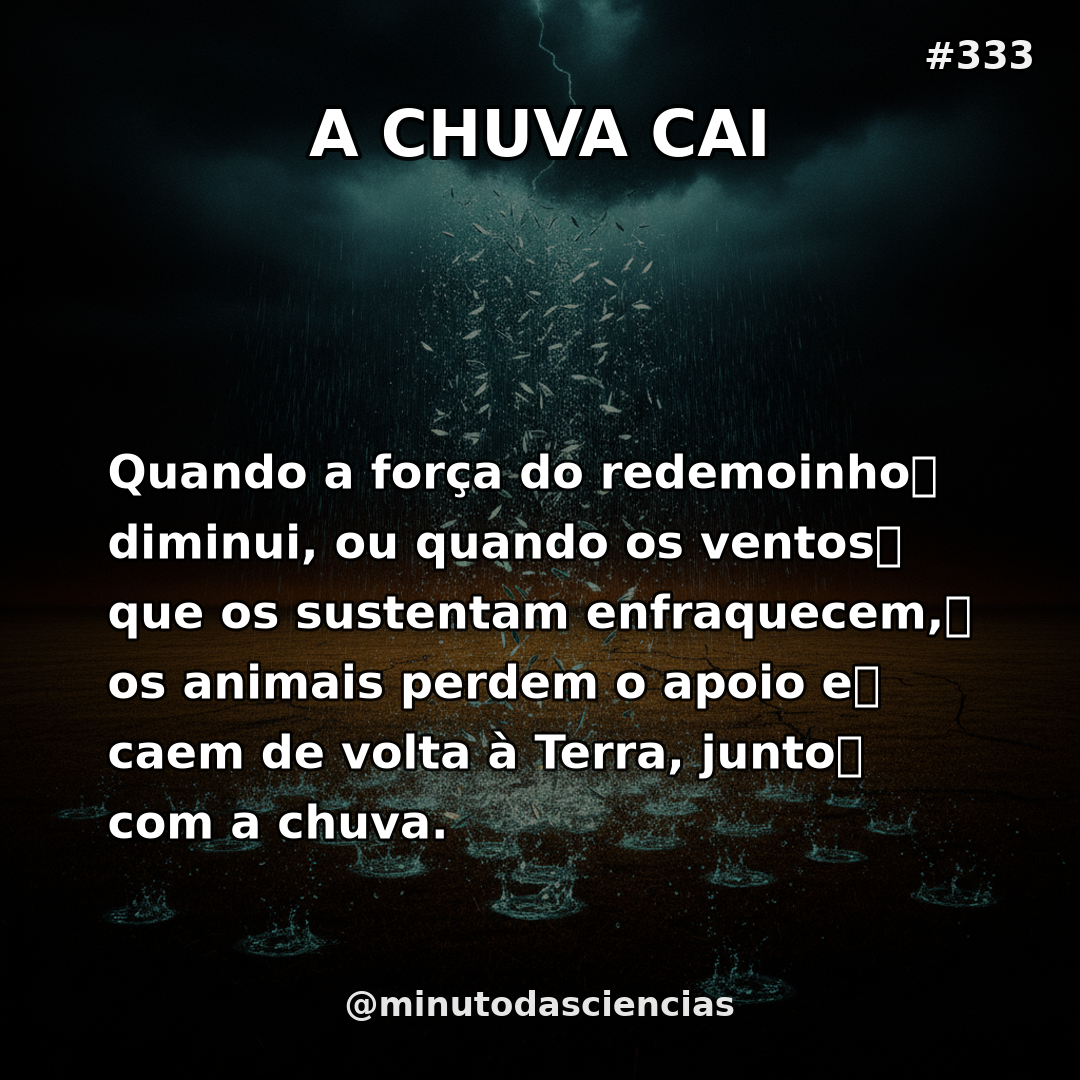 #333
A CHUVA CAI
Quando a força do redemoinho▯
diminui, ou quando os ventos▯
que os sustentam enfraquecem,▯
os animais perdem o apoio e▯
caem de volta à Terra, junto▯
com a chuva.
@minutodasciencias